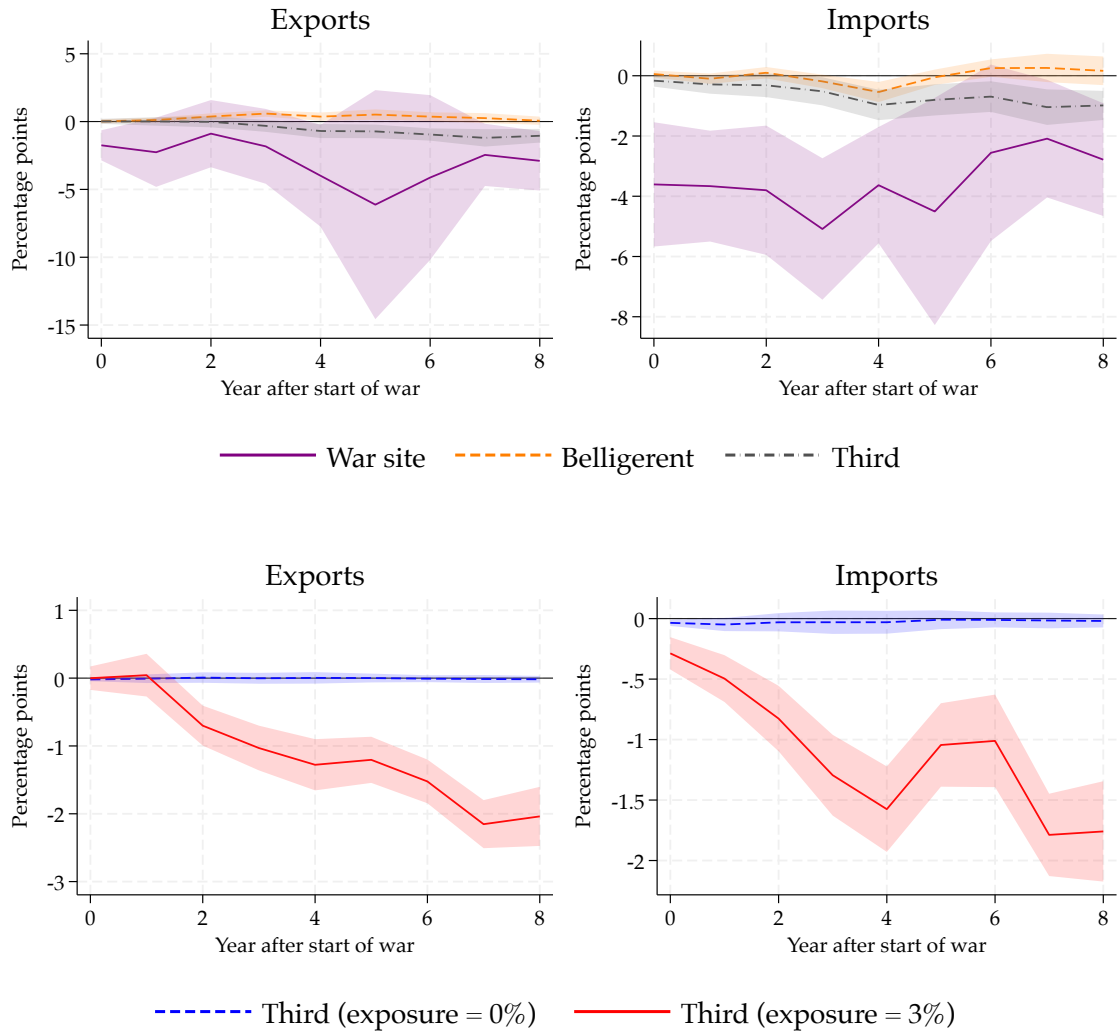 Exports
Imports
Percentage points
5
0
-5
-10
-15
0 2 4 6 8
Year after start of war
Percentage points
0
-2
-4
-6
-8
0 2 4 6 8
Year after start of war
War site Belligerent Third
Exports
Imports
Percentage points
1
0
-1
-2
-3
0 2 4 6 8
Year after start of war
Percentage points
0
-.5
-1
-1.5
-2
0 2 4 6 8
Year after start of war
Third (exposure = 0%) Third (exposure = 3%)